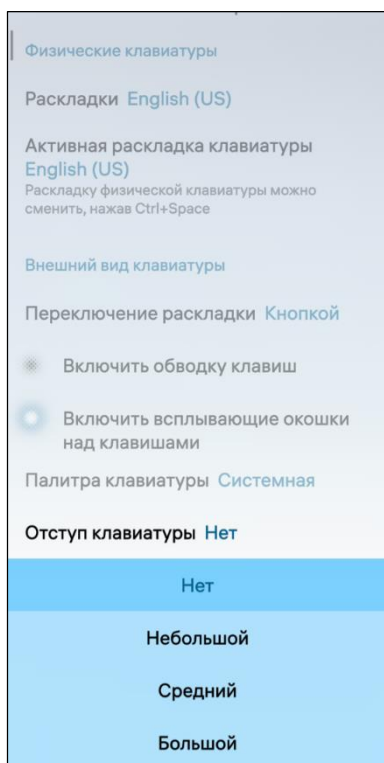 Физические клавиатуры
Раскладки English (US)
Активная раскладка клавиатуры
English (US)
Раскладку физической клавиатуры можно
сменить, нажав Ctrl+Space
Внешний вид клавиатуры
Переключение раскладки Кнопкой
Включить обводку клавиш
Включить всплывающие окошки
над клавишами
Палитра клавиатуры Системная
Отступ клавиатуры Нет
Нет
Небольшой
Средний
Большой